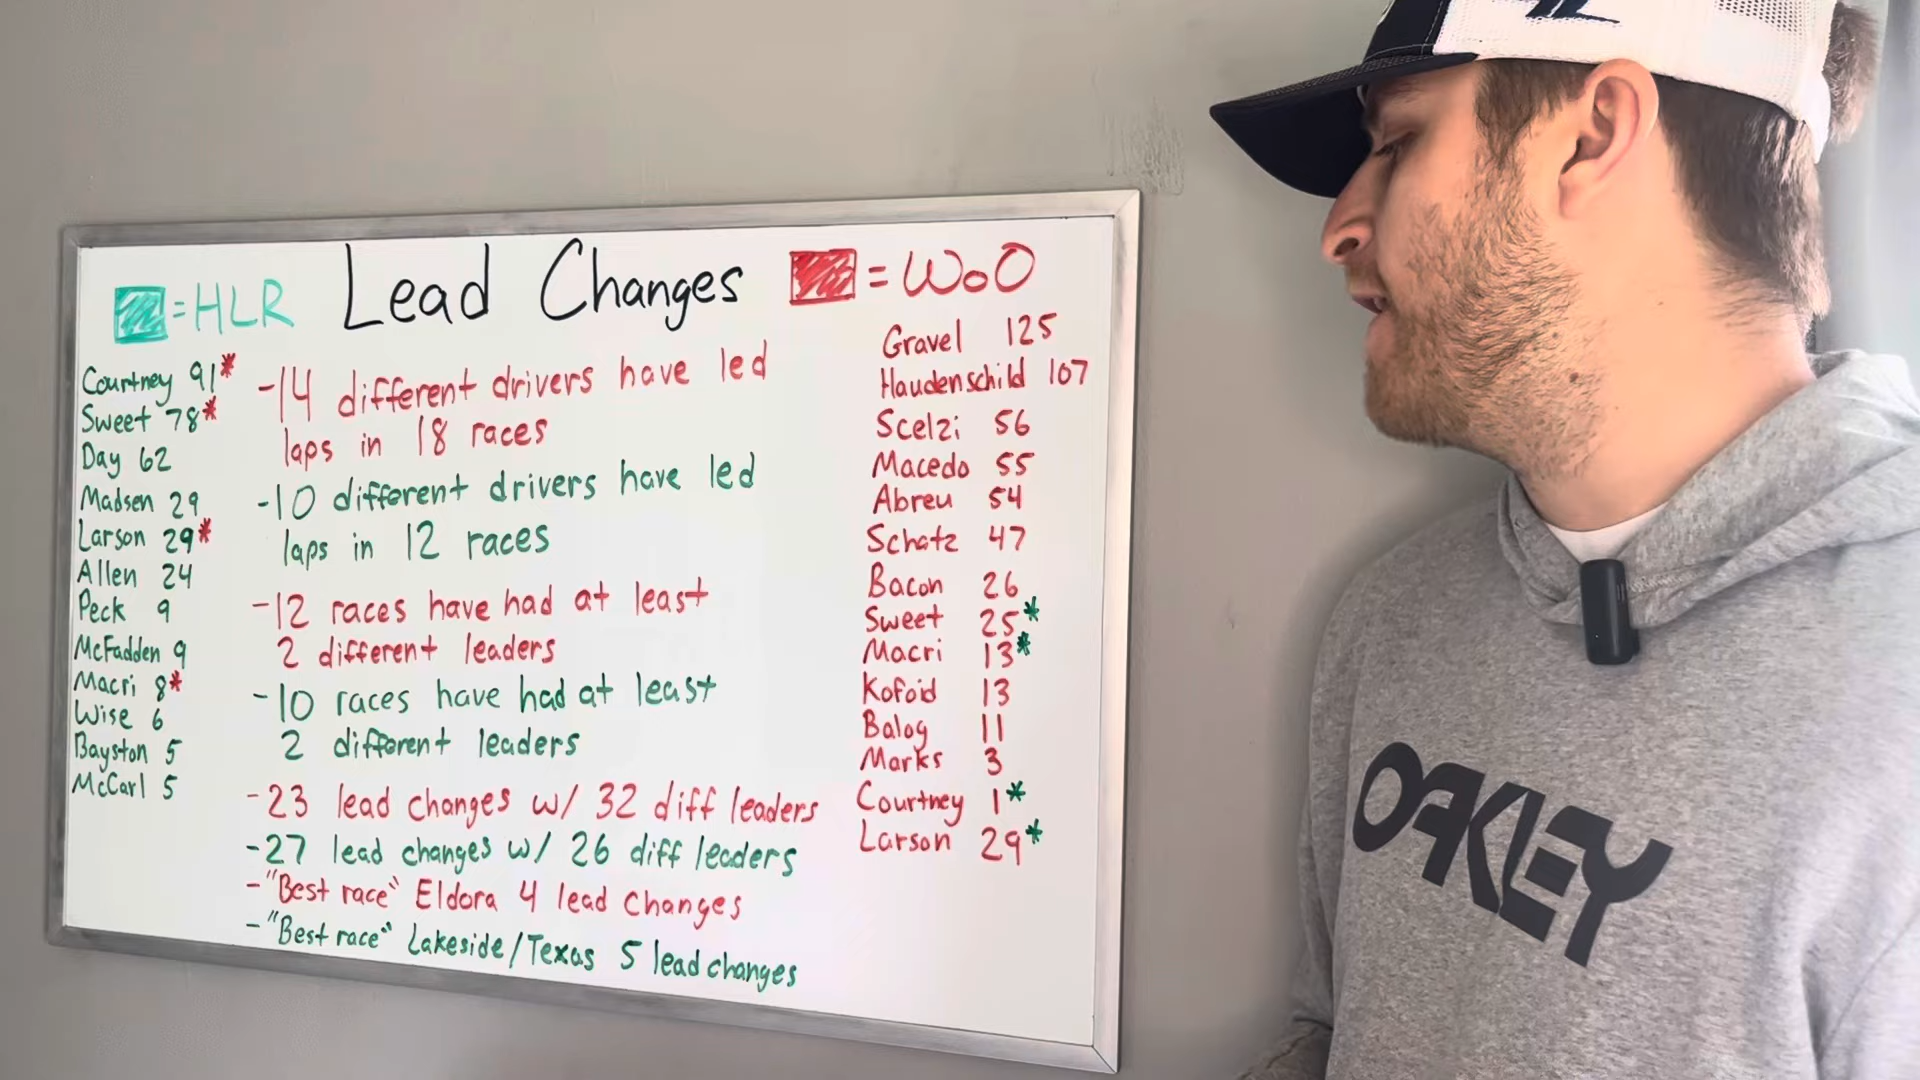 = HLR
Lead Changes
= WoO
Courtney 91*
Sweet 78*
Day 62
Madsen 29
Larson 29*
Allen 24
Peck 9
McFadden 9
Macri 8*
Wise 6
Bayston 5
McCarl 5
-14 different drivers have led
laps in 18 races
-10 different drivers have led
laps in 12 races
-12 races have had at least
2 different leaders
-10 races have had at least
2 different leaders
-23 lead changes w/ 32 diff leaders
-27 lead changes w/ 26 diff leaders
-"Best race" Eldora 4 lead changes
-"Best race" Lakeside/Texas 5 lead changes
Gravel 125
Haudenschild 107
Scelzi 56
Macedo 55
Abreu 54
Schatz 47
Bacon 26
Sweet 25*
Macri 13*
Kofoid 13
Balog 11
Marks 3
Courtney 1*
Larson 29*
OAKLEY